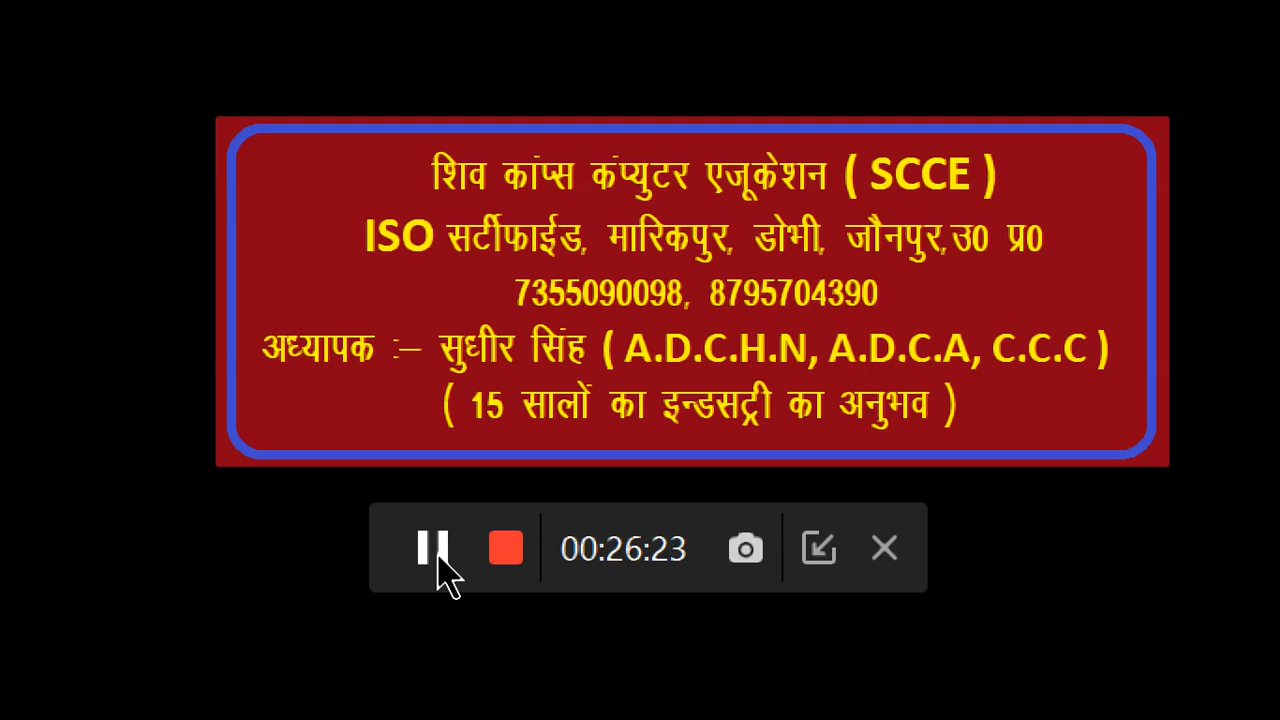 शिव कांप्स कंप्युटर एजूकेशन ( SCCE )
ISO सर्टीफाईड, मारिकपुर, डोभी, जौनपुर,उ0 प्र0
7355090098, 8795704390
अध्यापक :– सुधीर सिंह ( A.D.C.H.N, A.D.C.A, C.C.C )
( 15 सालों का इन्डसट्री का अनुभव )
00:26:23